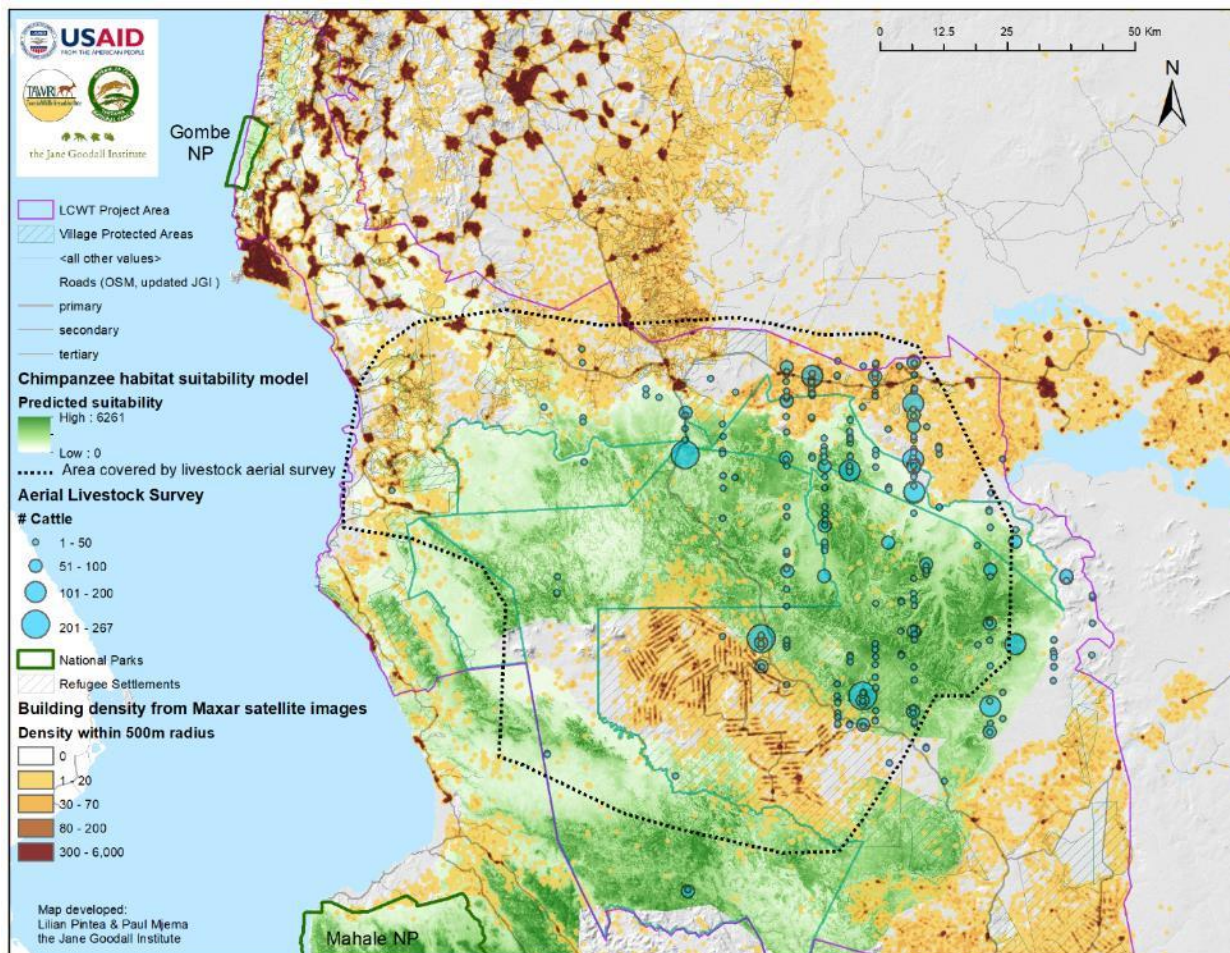 USAID
FROM THE AMERICAN PEOPLE
TAWIRI
the Jane Goodall Institute
LCWT Project Area
Village Protected Areas
<all other values>
Roads (OSM, updated JGI )
primary
secondary
tertiary
Chimpanzee habitat suitability model
Predicted suitability
High : 6261
Low : 0
Area covered by livestock aerial survey
Aerial Livestock Survey
# Cattle
1 - 50
51 - 100
101 - 200
201 - 267
National Parks
Refugee Settlements
Building density from Maxar satellite images
Density within 500m radius
0
1 - 20
30 - 70
80 - 200
300 - 6,000
Map developed:
Lilian Pintea & Paul Mjema
the Jane Goodall Institute
Gombe
NP
Mahale NP
0 12.5 25 50 Km
N